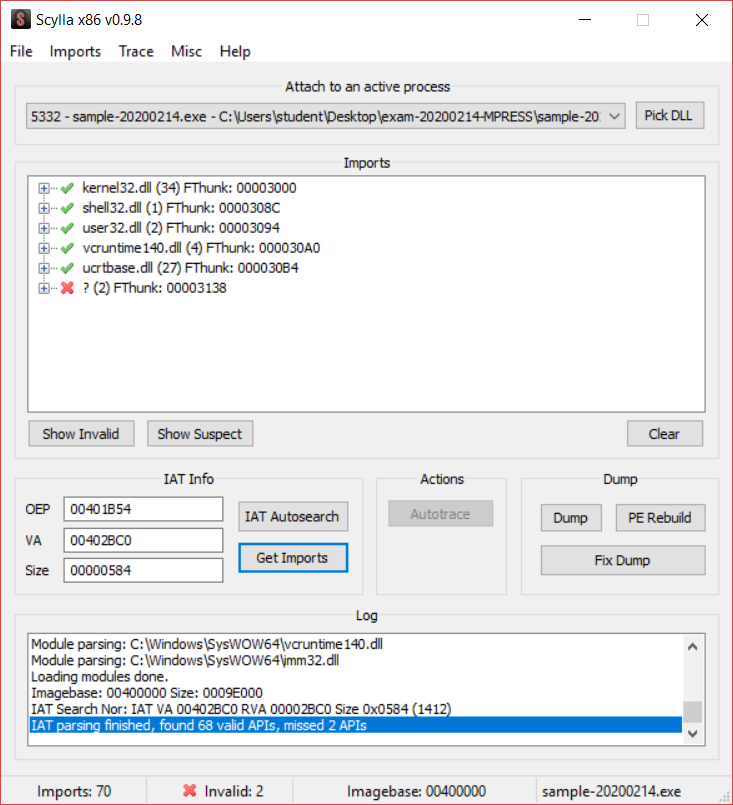 Scylla x86 v0.9.8
File Imports Trace Misc Help
Attach to an active process
5332 - sample-20200214.exe - C:\Users\student\Desktop\exam-20200214-MPRESS\sample-20: Pick DLL
Imports
kernel32.dll (34) FThunk: 00003000
shell32.dll (1) FThunk: 0000308C
user32.dll (2) FThunk: 00003094
vcruntime140.dll (4) FThunk: 000030A0
ucrtbase.dll (27) FThunk: 000030B4
? (2) FThunk: 00003138
Show Invalid Show Suspect Clear
IAT Info Actions Dump
OEP 00401B54 IAT Autosearch Autotrace Dump PE Rebuild
VA 00402BC0 Get Imports Fix Dump
Size 00000584
Log
Module parsing: C:\Windows\SysWOW64\vcruntime140.dll
Module parsing: C:\Windows\SysWOW64\imm32.dll
Loading modules done.
Imagebase: 00400000 Size: 0009E000
IAT Search Nor: IAT VA 00402BC0 RVA 00002BC0 Size 0x0584 (1412)
IAT parsing finished, found 68 valid APIs, missed 2 APIs
Imports: 70 Invalid: 2 Imagebase: 00400000 sample-20200214.exe